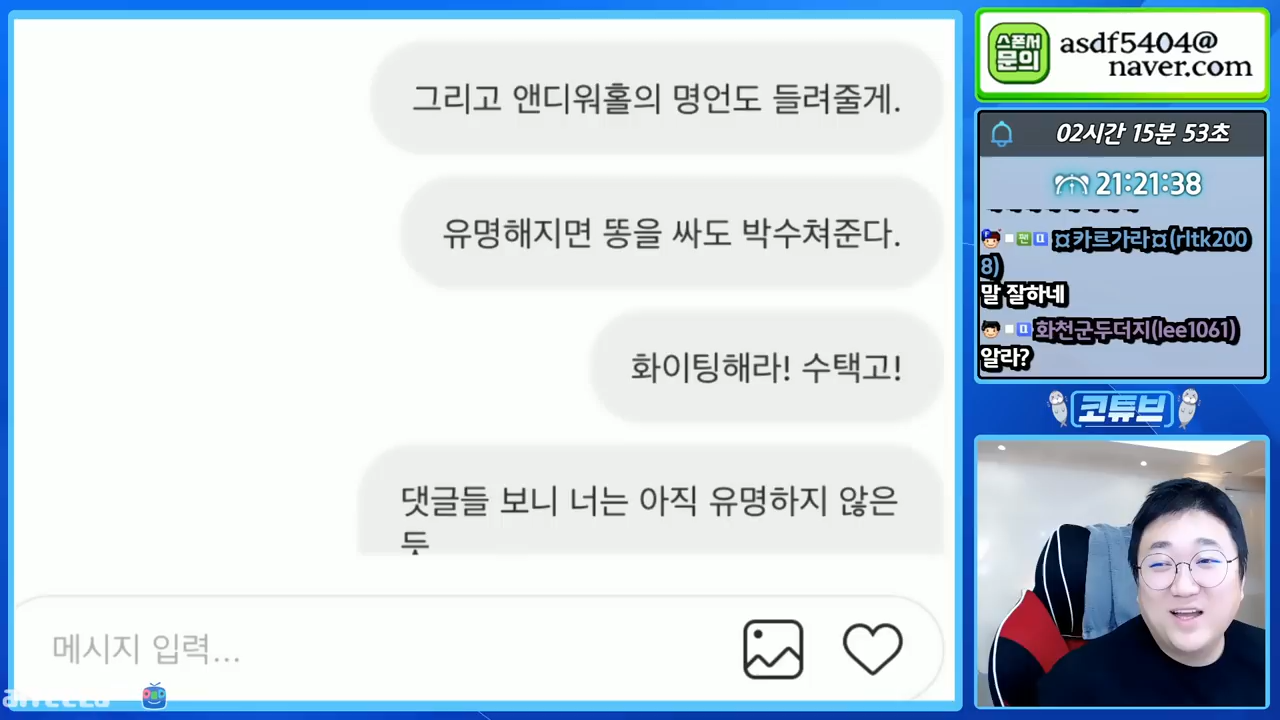 그리고 앤디워홀의 명언도 들려줄게.
유명해지면 똥을 싸도 박수쳐준다.
화이팅해라! 수택고!
댓글들 보니 너는 아직 유명하지 않은
듯
메시지 입력...
스폰서
문의
asdf5404@
naver.com
02시간 15분 53초
21:21:38
¤카르가라¤(rltk200
8)
말 잘하네
화천군두더지(lee1061)
알라?
코튜브